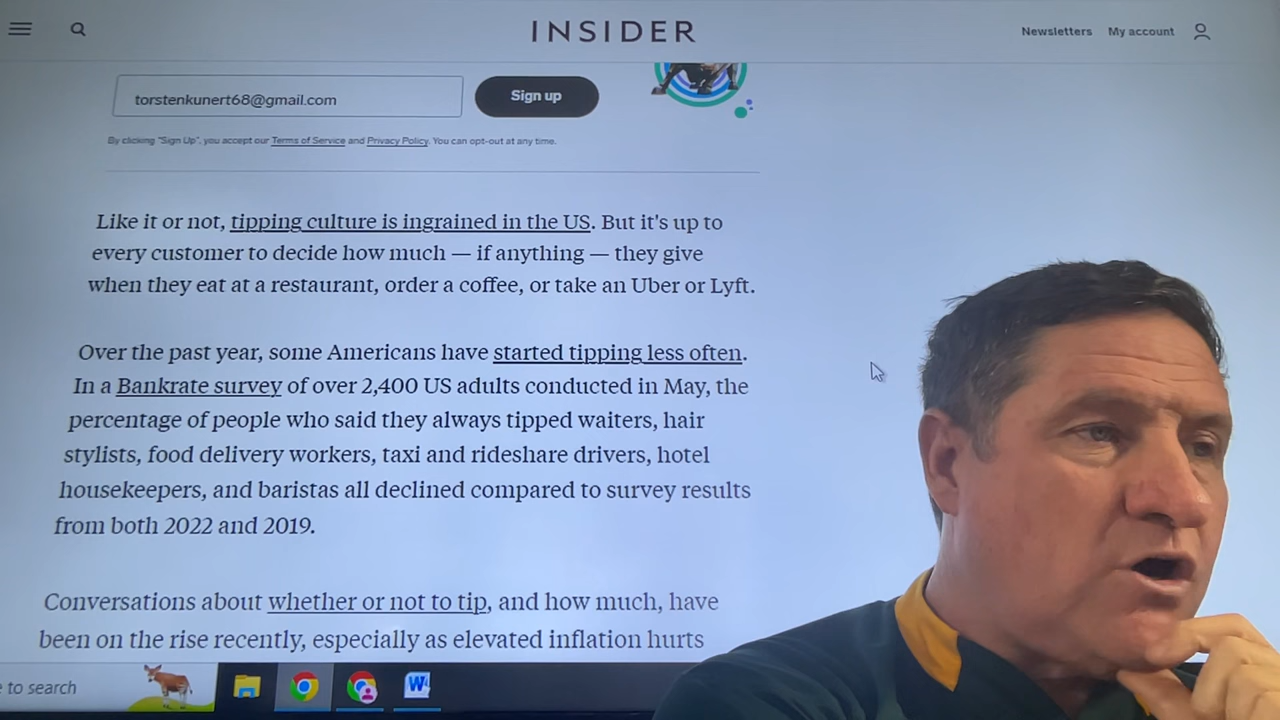 INSIDER
Newsletters My account
torstenkunert68@gmail.com
Sign up
By clicking "Sign Up", you accept our Terms of Service and Privacy Policy. You can opt-out at any time.
Like it or not, tipping culture is ingrained in the US. But it's up to
every customer to decide how much — if anything — they give
when they eat at a restaurant, order a coffee, or take an Uber or Lyft.
Over the past year, some Americans have started tipping less often.
In a Bankrate survey of over 2,400 US adults conducted in May, the
percentage of people who said they always tipped waiters, hair
stylists, food delivery workers, taxi and rideshare drivers, hotel
housekeepers, and baristas all declined compared to survey results
from both 2022 and 2019.
Conversations about whether or not to tip, and how much, have
been on the rise recently, especially as elevated inflation hurts
e to search
W